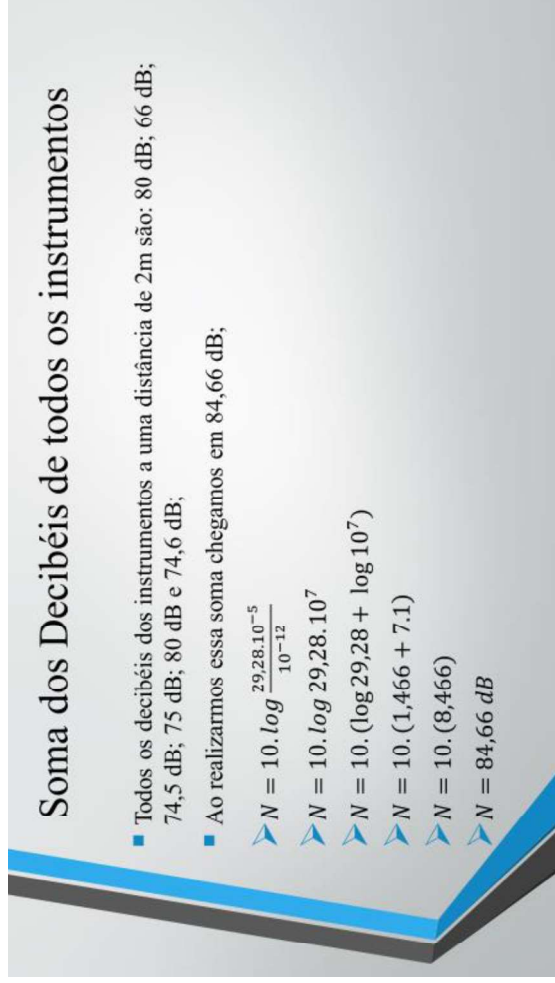 Soma dos Decibéis de todos os instrumentos
Todos os decibéis dos instrumentos a uma distância de 2m são: 80 dB; 66 dB;
74,5 dB; 75 dB; 80 dB e 74,6 dB;
Ao realizarmos essa soma chegamos em 84,66 dB;
N = 10. log 29,28.10⁻⁵ / 10⁻¹²
N = 10. log 29,28. 10⁷
N = 10. (log 29,28 + log 10⁷)
N = 10. (1,466 + 7.1)
N = 10. (8,466)
N = 84,66 dB